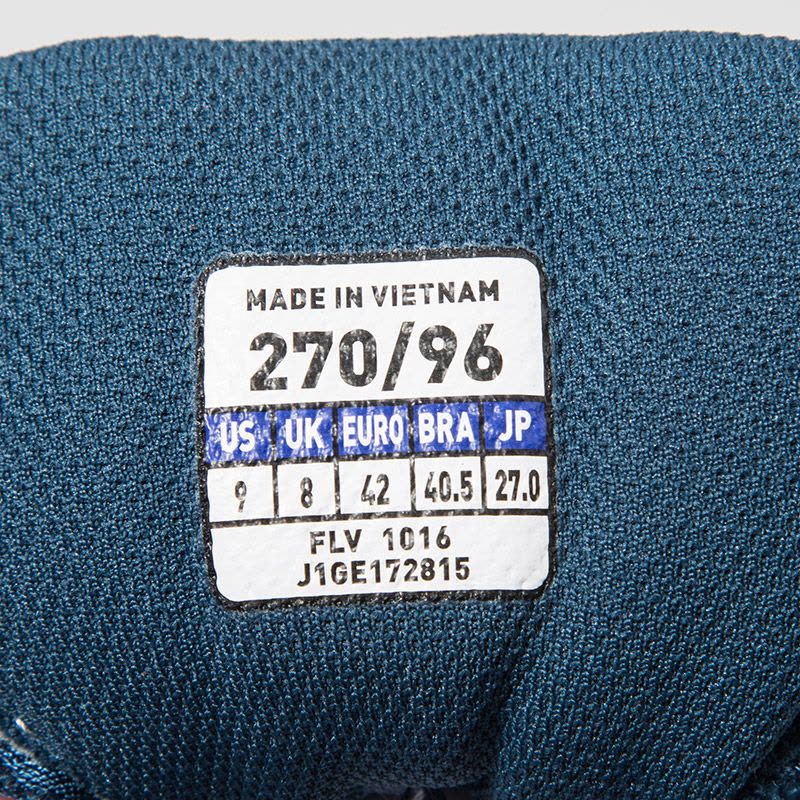 MADE IN VIETNAM
270/96
US UK EURO BRA JP
9 8 42 40.5 27.0
FLV 1016
J1GE172815